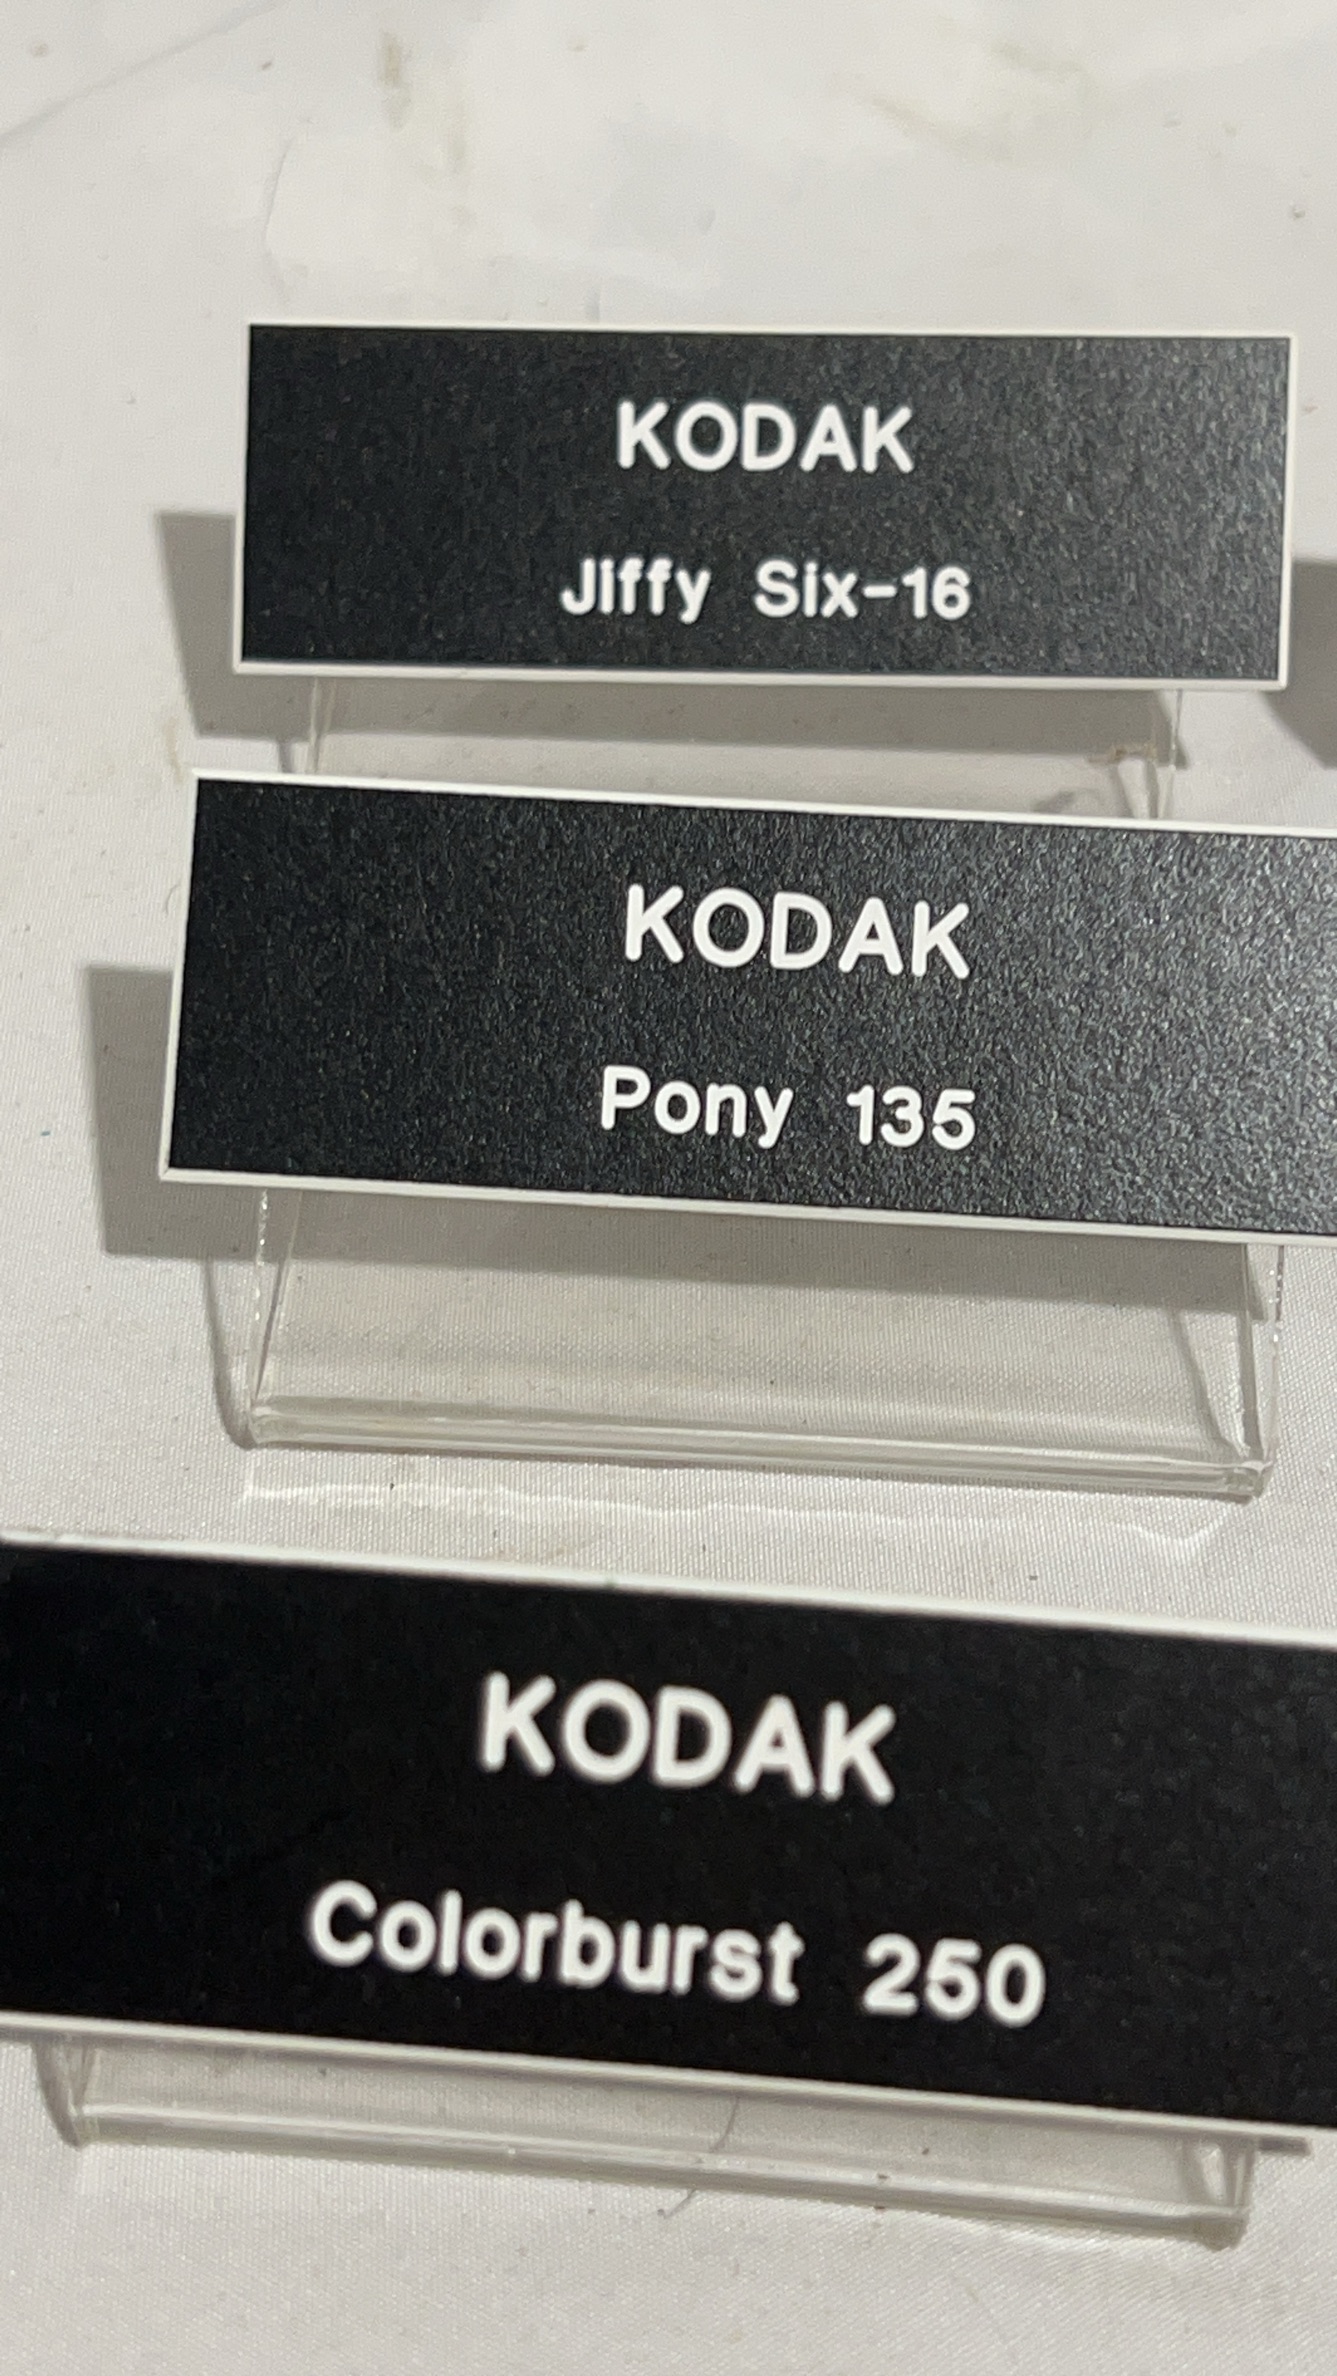 KODAK
Jiffy Six-16
KODAK
Pony 135
KODAK
Colorburst 250